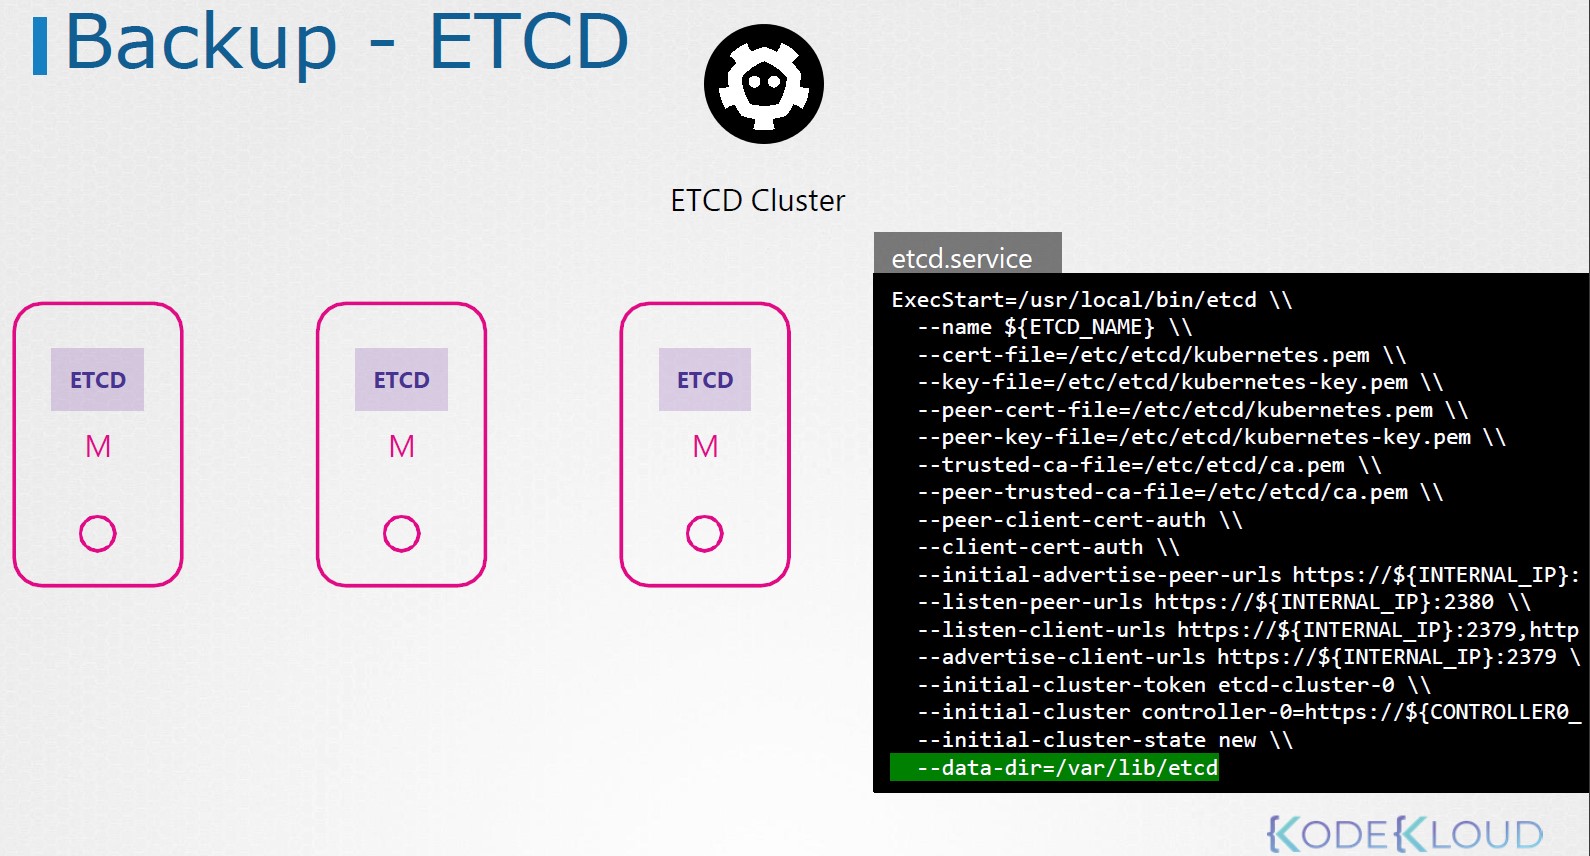 Backup - ETCD
ETCD Cluster
ETCD
M
ETCD
M
ETCD
M
etcd.service
ExecStart=/usr/local/bin/etcd \\
--name ${ETCD_NAME} \\
--cert-file=/etc/etcd/kubernetes.pem \\
--key-file=/etc/etcd/kubernetes-key.pem \\
--peer-cert-file=/etc/etcd/kubernetes.pem \\
--peer-key-file=/etc/etcd/kubernetes-key.pem \\
--trusted-ca-file=/etc/etcd/ca.pem \\
--peer-trusted-ca-file=/etc/etcd/ca.pem \\
--peer-client-cert-auth \\
--client-cert-auth \\
--initial-advertise-peer-urls https://${INTERNAL_IP}:
--listen-peer-urls https://${INTERNAL_IP}:2380 \\
--listen-client-urls https://${INTERNAL_IP}:2379,http
--advertise-client-urls https://${INTERNAL_IP}:2379 \
--initial-cluster-token etcd-cluster-0 \\
--initial-cluster controller-0=https://${CONTROLLER0_
--initial-cluster-state new \\
--data-dir=/var/lib/etcd
KODEKLOUD